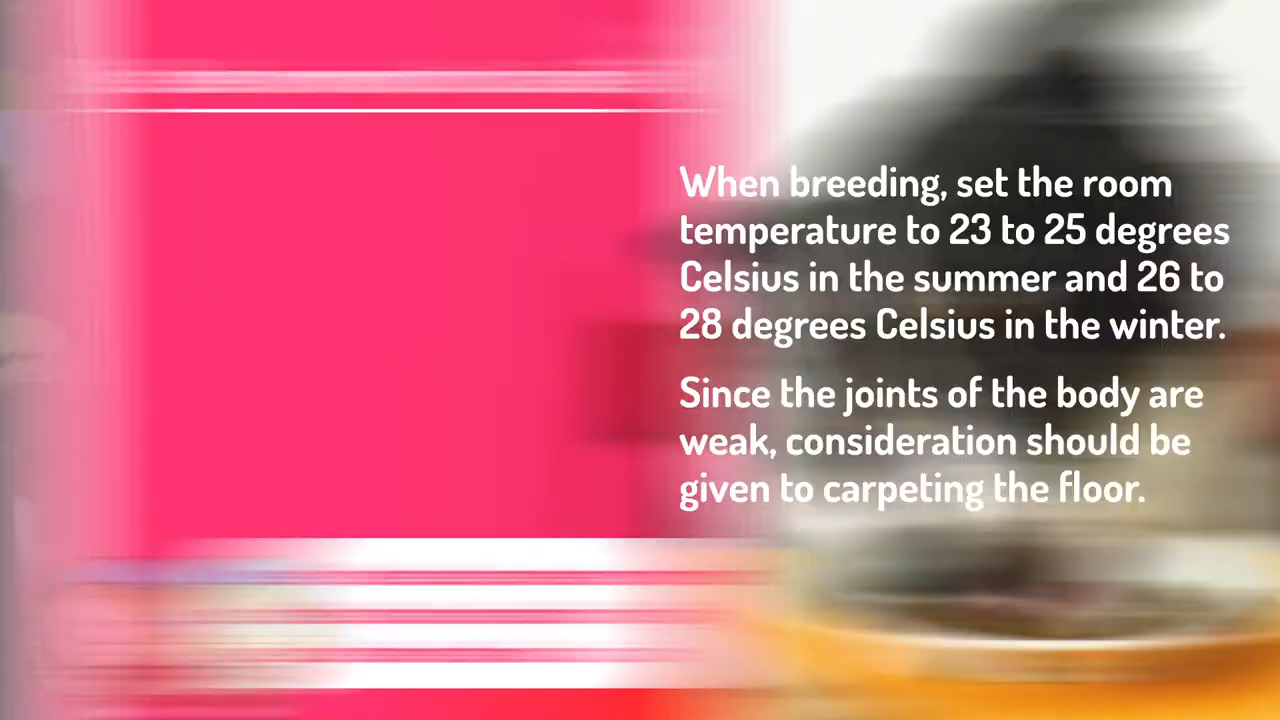 When breeding, set the room
temperature to 23 to 25 degrees
Celsius in the summer and 26 to
28 degrees Celsius in the winter.
Since the joints of the body are
weak, consideration should be
given to carpeting the floor.